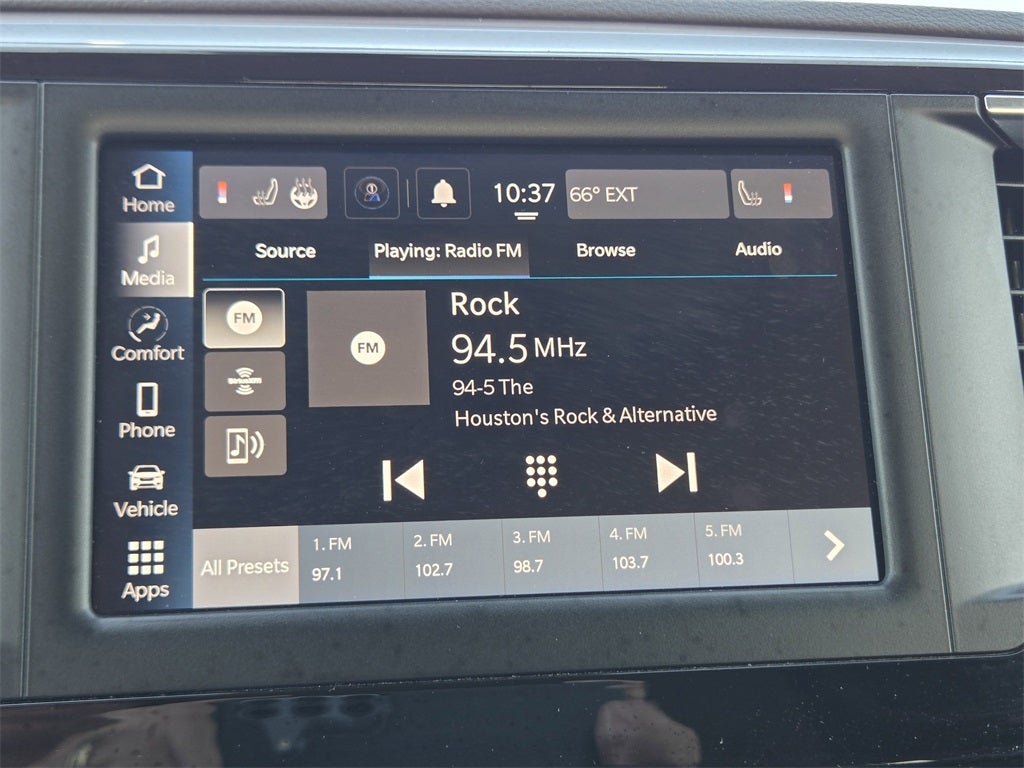 Home
10:37
66° EXT
Media
Source
Playing: Radio FM
Browse
Audio
Comfort
FM
FM
Rock
94.5 MHz
94-5 The
Houston's Rock & Alternative
SiriusXM
Phone
Vehicle
Apps
All Presets
1. FM
97.1
2. FM
102.7
3. FM
98.7
4. FM
103.7
5. FM
100.3